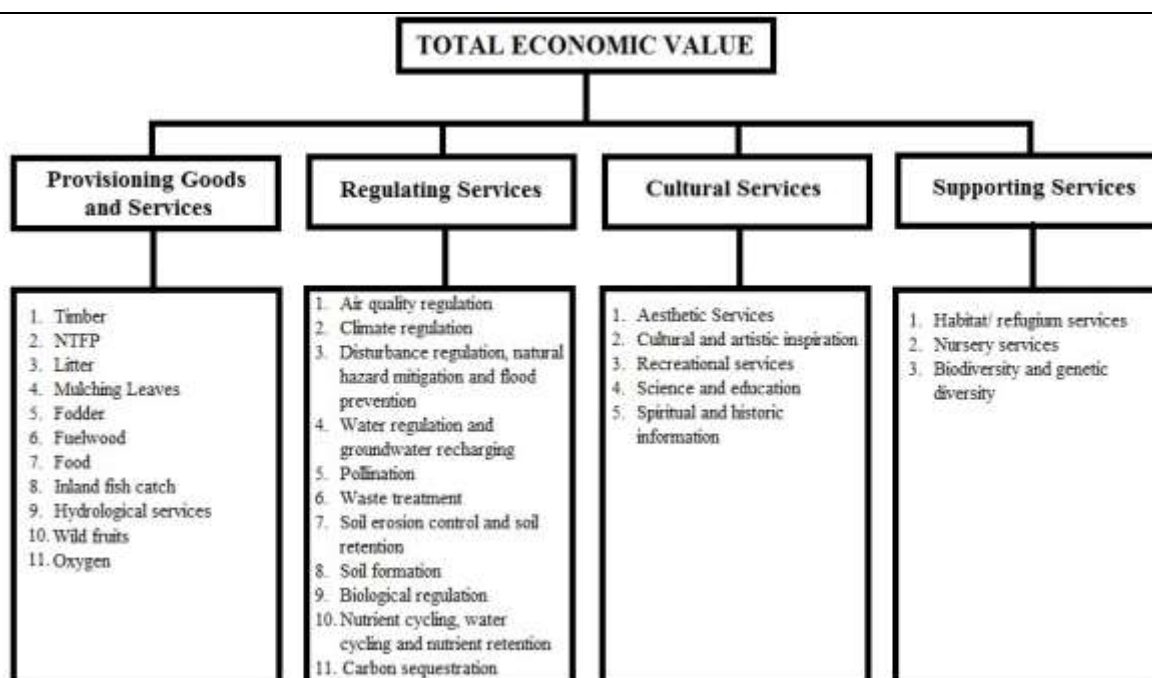 TOTAL ECONOMIC VALUE
Provisioning Goods
and Services
1. Timber
2. NTFP
3. Litter
4. Mulching Leaves
5. Fodder
6. Fuelwood
7. Food
8. Inland fish catch
9. Hydrological services
10. Wild fruits
11. Oxygen
Regulating Services
1. Air quality regulation
2. Climate regulation
3. Disturbance regulation, natural
hazard mitigation and flood
prevention
4. Water regulation and
groundwater recharging
5. Pollination
6. Waste treatment
7. Soil erosion control and soil
retention
8. Soil formation
9. Biological regulation
10. Nutrient cycling, water
cycling and nutrient retention
11. Carbon sequestration
Cultural Services
1. Aesthetic Services
2. Cultural and artistic inspiration
3. Recreational services
4. Science and education
5. Spiritual and historic
information
Supporting Services
1. Habitat/ refugium services
2. Nursery services
3. Biodiversity and genetic
diversity